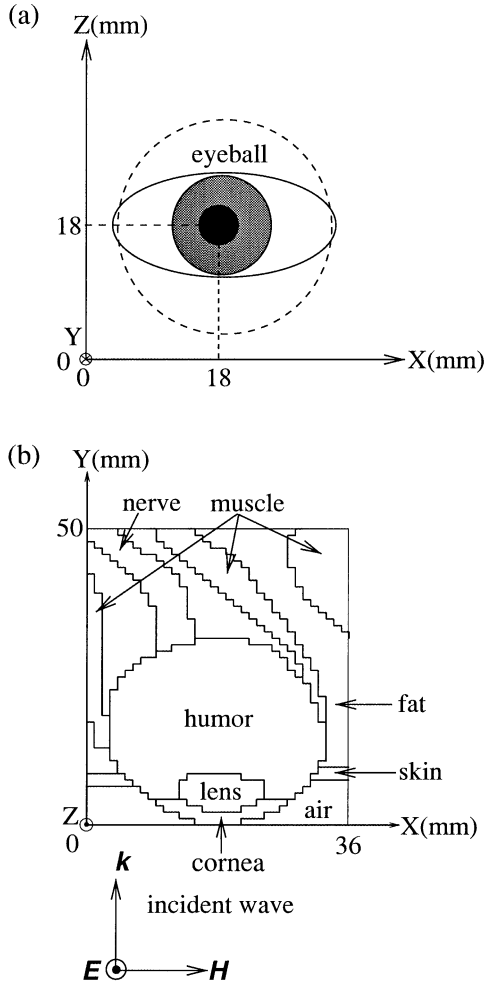 (a)
Z(mm)
eyeball
18
Y
0
0
18
X(mm)
(b)
Y(mm)
50
nerve
muscle
humor
fat
skin
lens
air
Z
0
X(mm)
36
cornea
k
incident wave
E
H